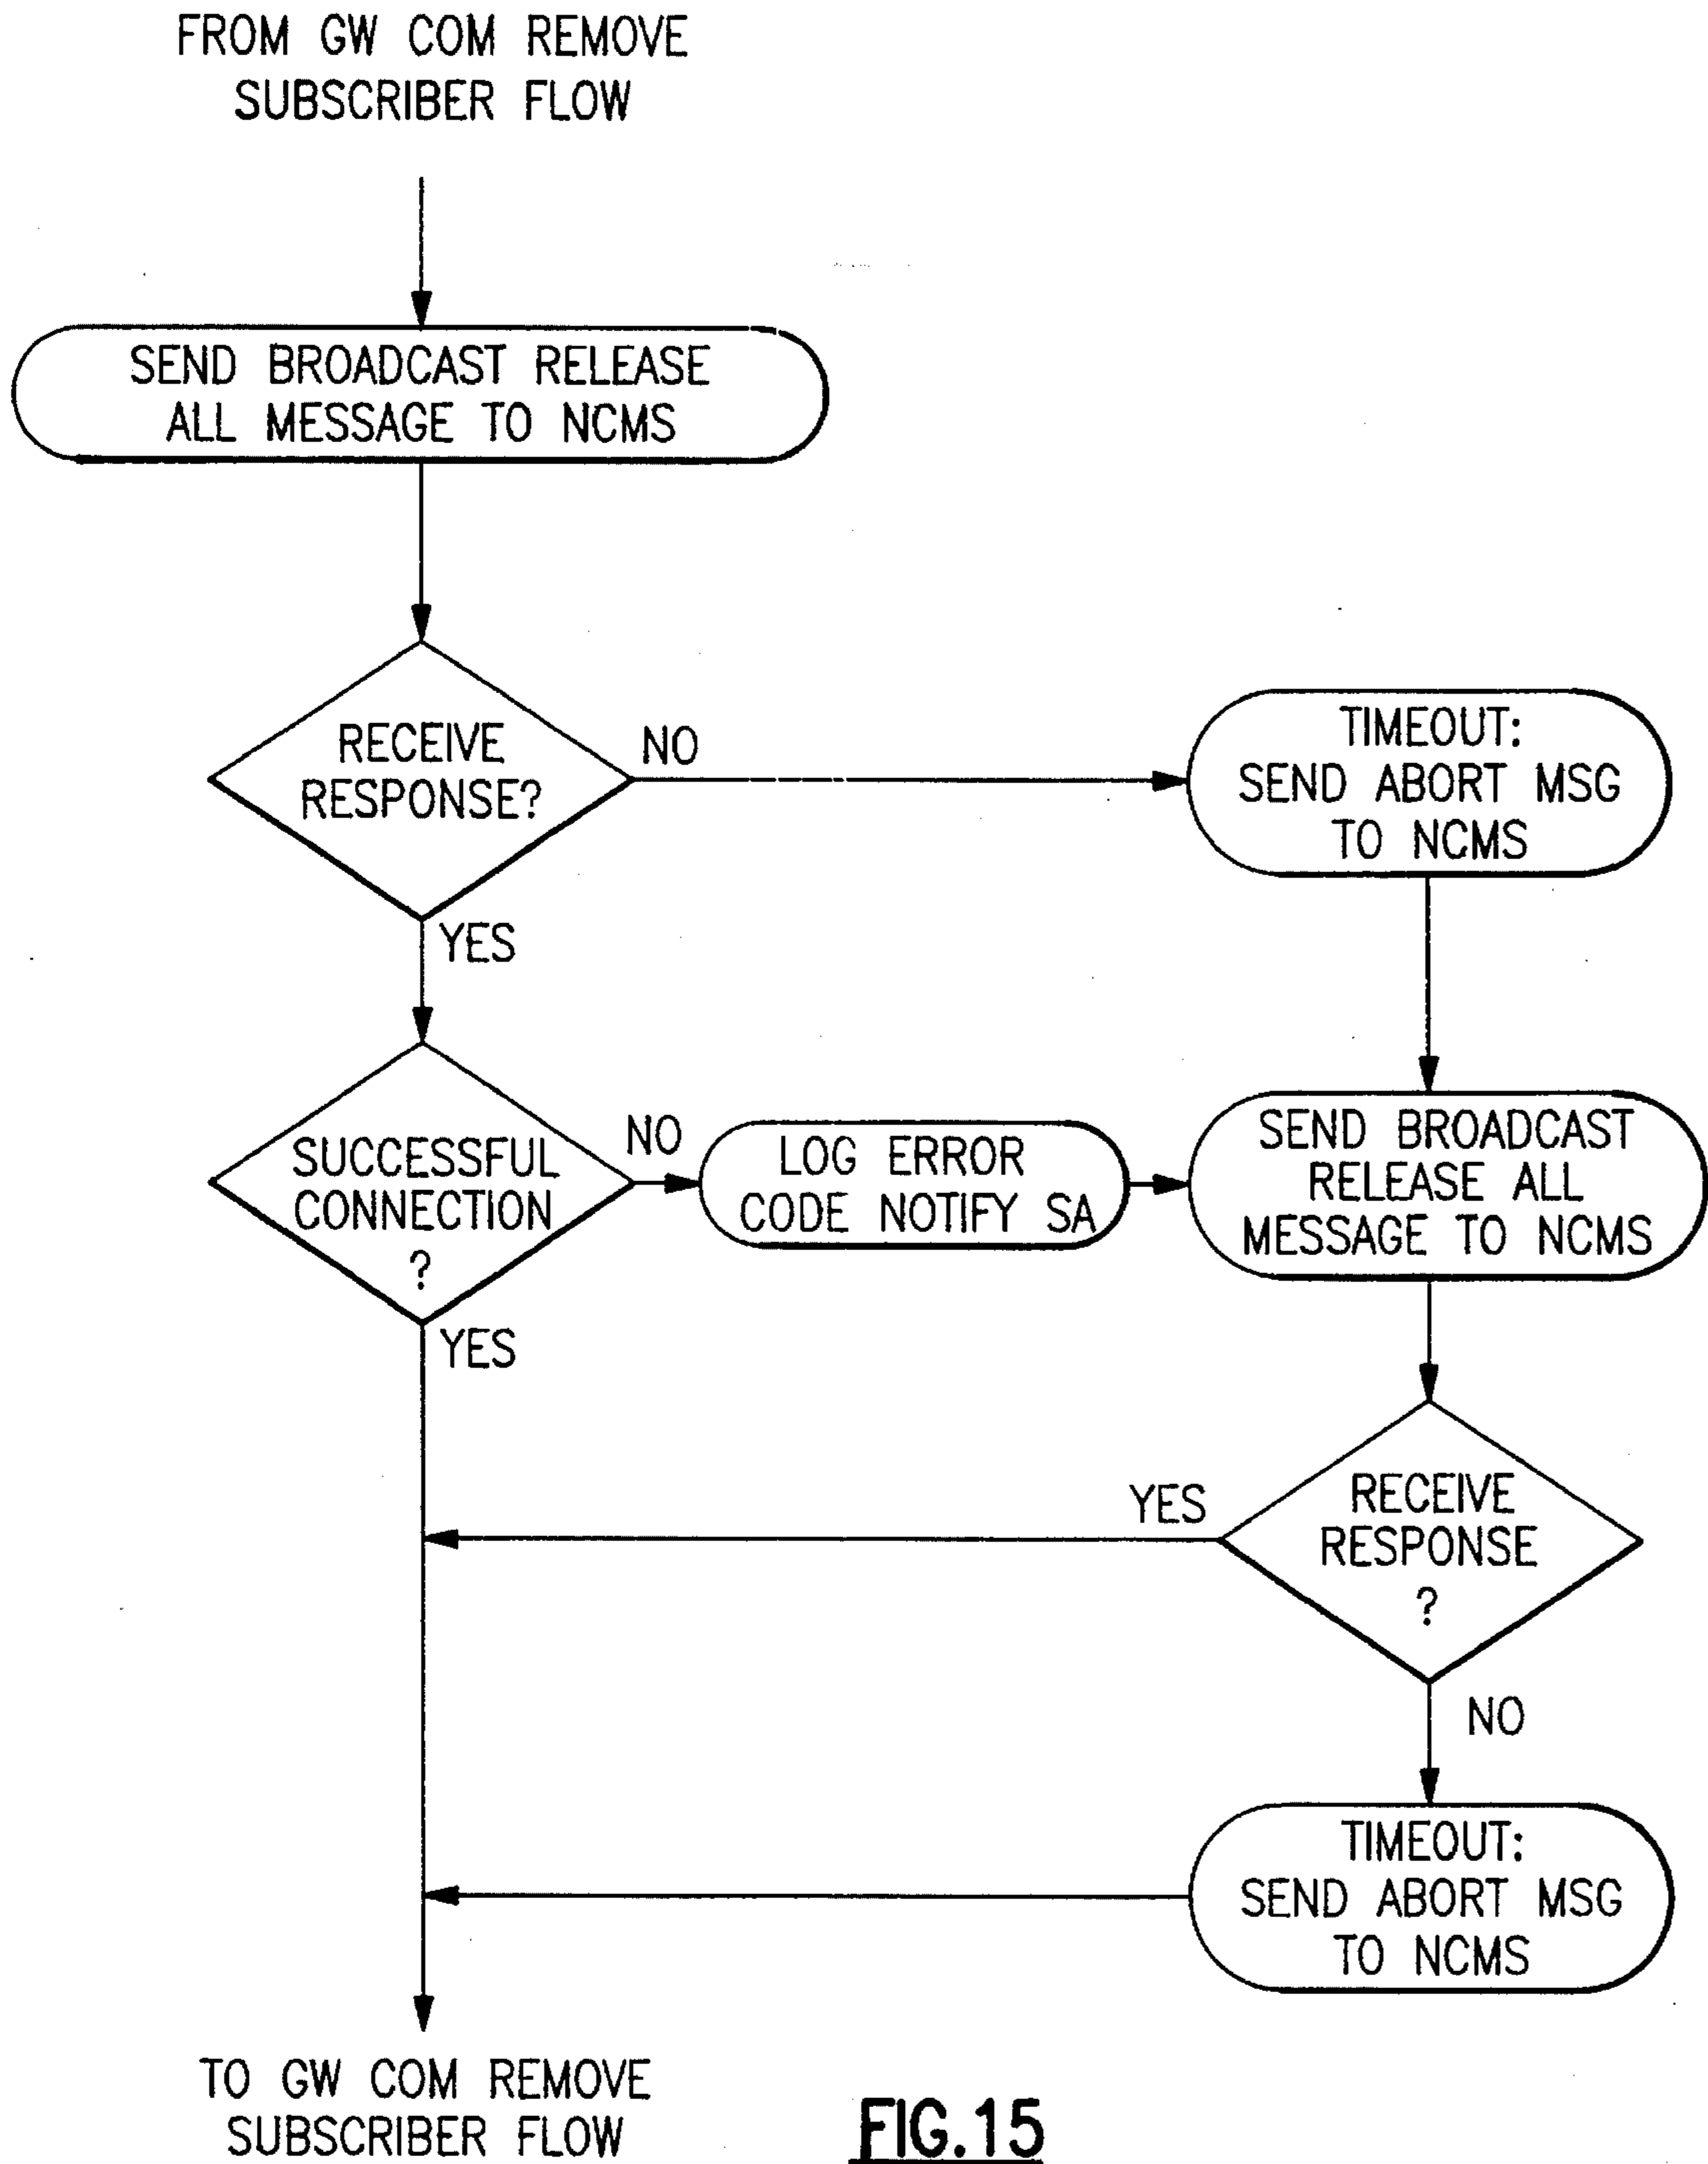 FROM GW COM REMOVE
SUBSCRIBER FLOW
SEND BROADCAST RELEASE
ALL MESSAGE TO NCMS
RECEIVE
RESPONSE?
NO
TIMEOUT:
SEND ABORT MSG
TO NCMS
YES
SUCCESSFUL
CONNECTION
?
NO
LOG ERROR
CODE NOTIFY SA
SEND BROADCAST
RELEASE ALL
MESSAGE TO NCMS
YES
YES
RECEIVE
RESPONSE
?
NO
TIMEOUT:
SEND ABORT MSG
TO NCMS
TO GW COM REMOVE
SUBSCRIBER FLOW
FIG.15